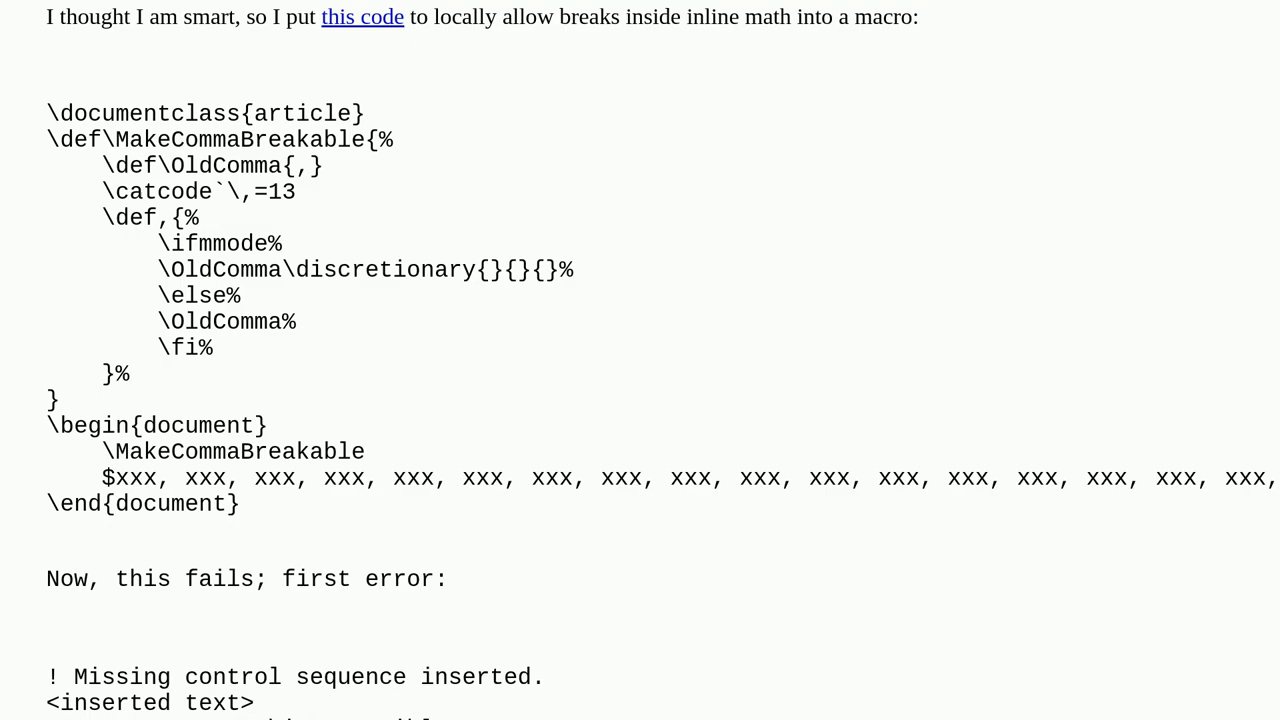 I thought I am smart, so I put this code to locally allow breaks inside inline math into a macro:
\documentclass{article}
\def\MakeCommaBreakable{%
    \def\OldComma{,}
    \catcode`\,=13
    \def,{%
        \ifmmode%
        \OldComma\discretionary{}{}{}%
        \else%
        \OldComma%
        \fi%
    }%
}
\begin{document}
    \MakeCommaBreakable
    $xxx, xxx, xxx, xxx, xxx, xxx, xxx, xxx, xxx, xxx, xxx, xxx, xxx, xxx, xxx, xxx, xxx,
\end{document}
Now, this fails; first error:
! Missing control sequence inserted.
<inserted text>